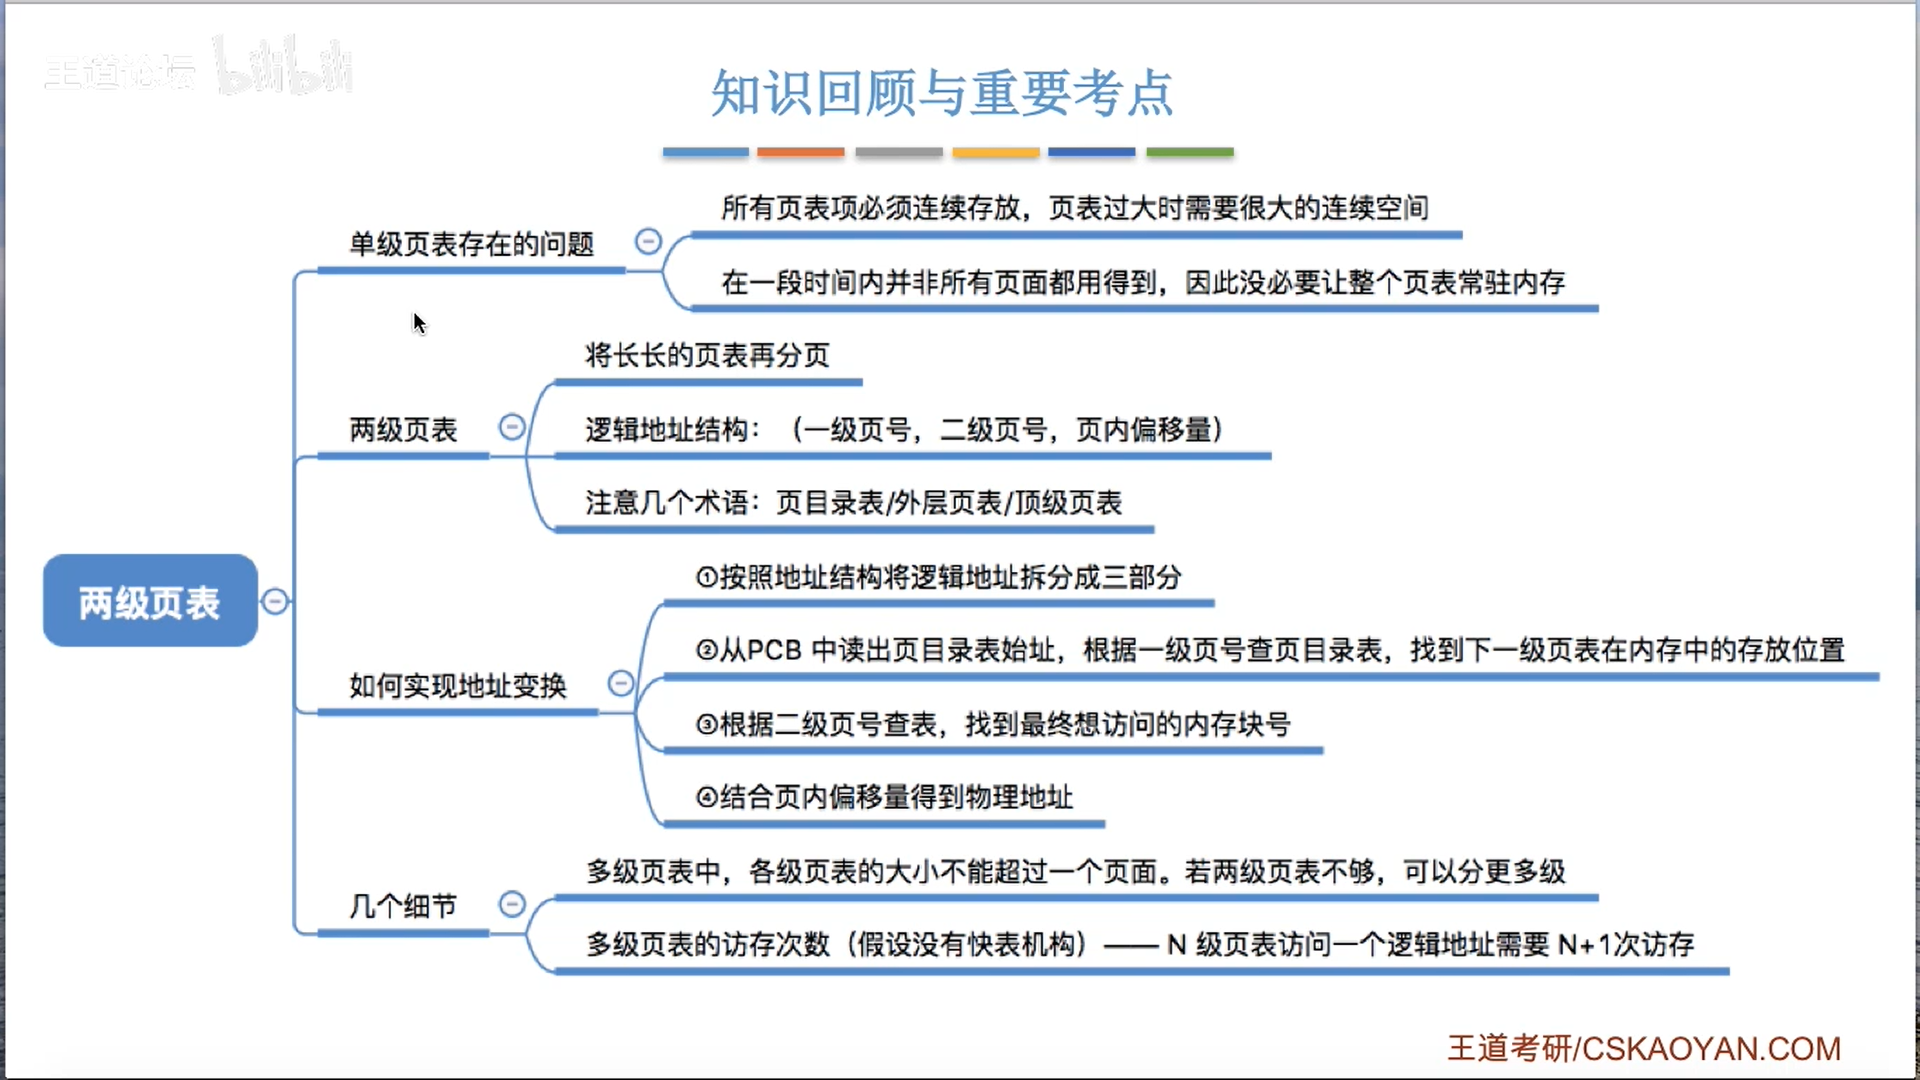 王道论坛 bilibili
知识回顾与重要考点
所有页表项必须连续存放，页表过大时需要很大的连续空间
单级页表存在的问题
在一段时间内并非所有页面都用得到，因此没必要让整个页表常驻内存
将长长的页表再分页
两级页表
逻辑地址结构：（一级页号，二级页号，页内偏移量）
注意几个术语：页目录表/外层页表/顶级页表
两级页表
①按照地址结构将逻辑地址拆分成三部分
②从PCB 中读出页目录表始址，根据一级页号查页目录表，找到下一级页表在内存中的存放位置
如何实现地址变换
③根据二级页号查表，找到最终想访问的内存块号
④结合页内偏移量得到物理地址
多级页表中，各级页表的大小不能超过一个页面。若两级页表不够，可以分更多级
几个细节
多级页表的访存次数（假设没有快表机构）—— N 级页表访问一个逻辑地址需要 N+1次访存
王道考研/CSKAOYAN.COM